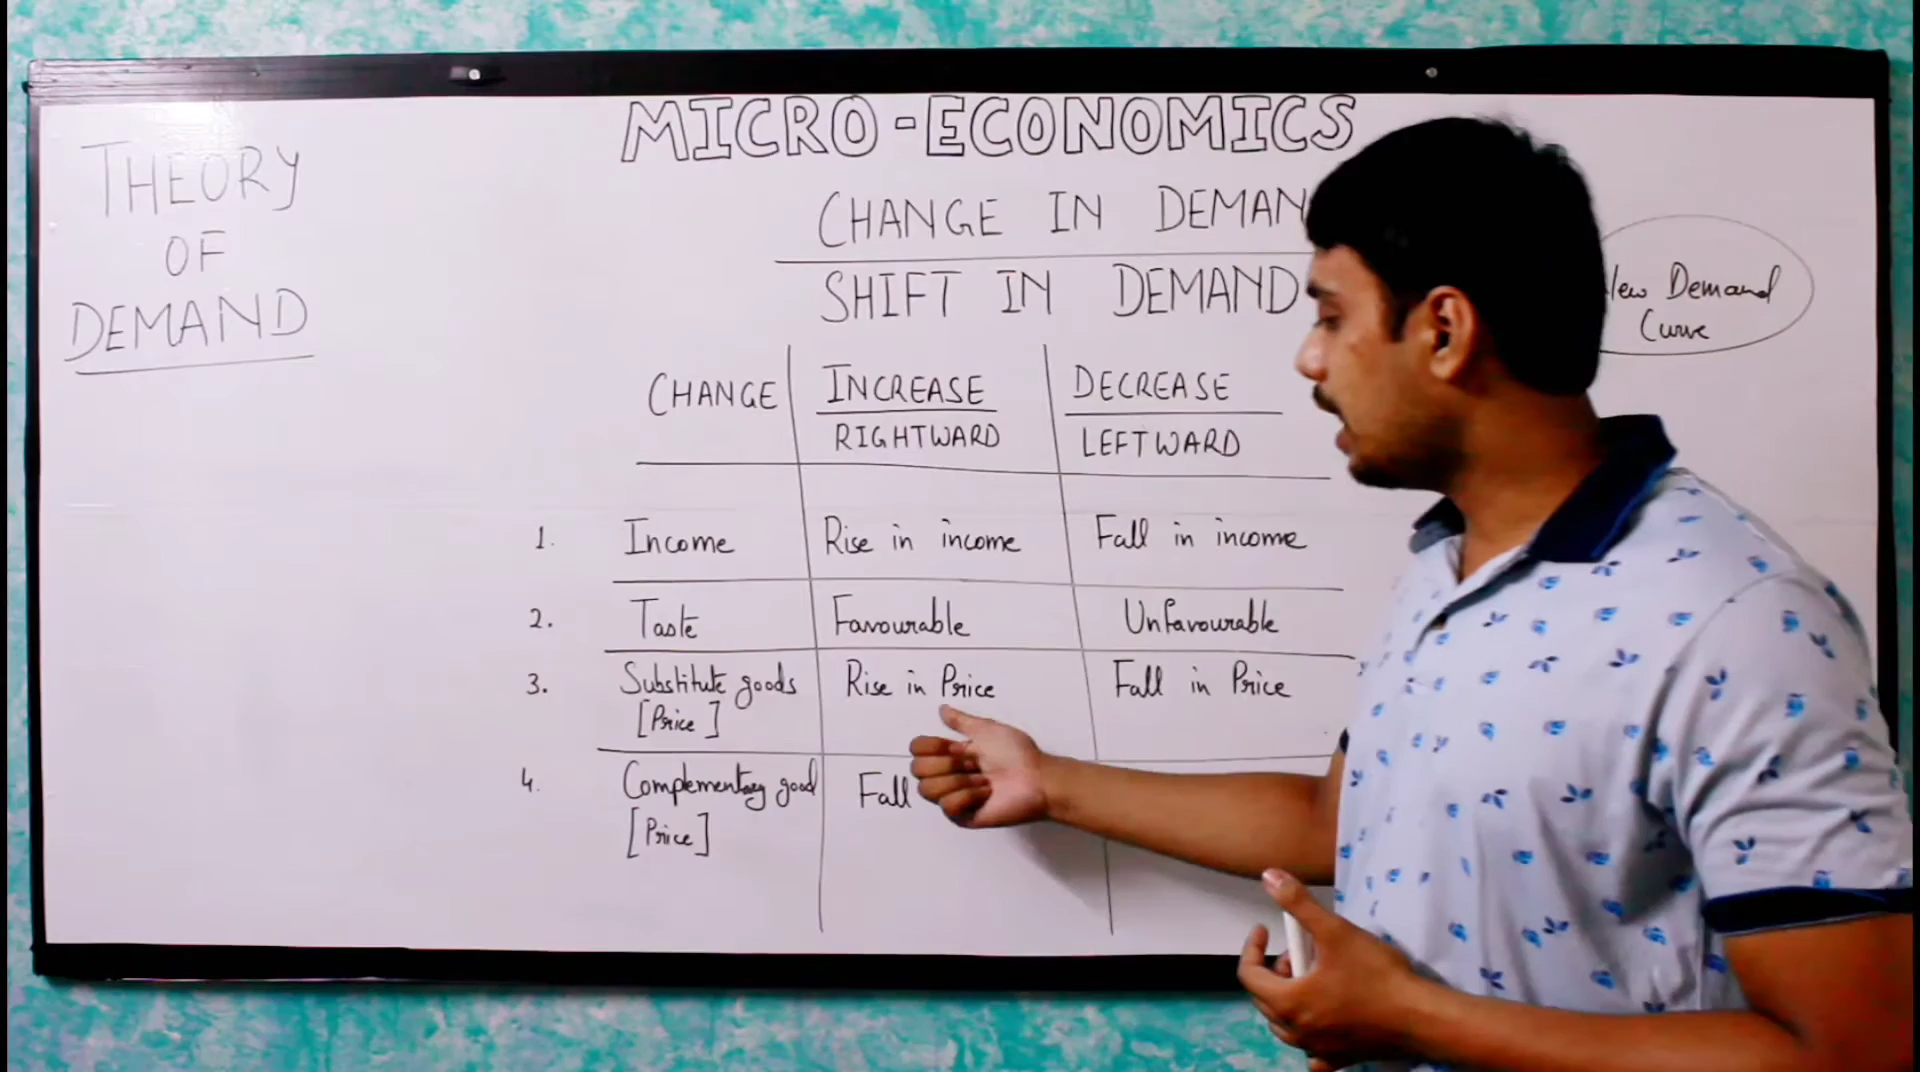 MICRO-ECONOMICS
THEORY
OF
DEMAND
CHANGE IN DEMAN
SHIFT IN DEMAND
New Demand
Curve
CHANGE
INCREASE
RIGHTWARD
DECREASE
LEFTWARD
1. Income Rise in income Fall in income
2. Taste Favourable Unfavourable
3. Substitute goods Rise in Price Fall in Price
[Price]
4. Complementary good Fall
[Price]